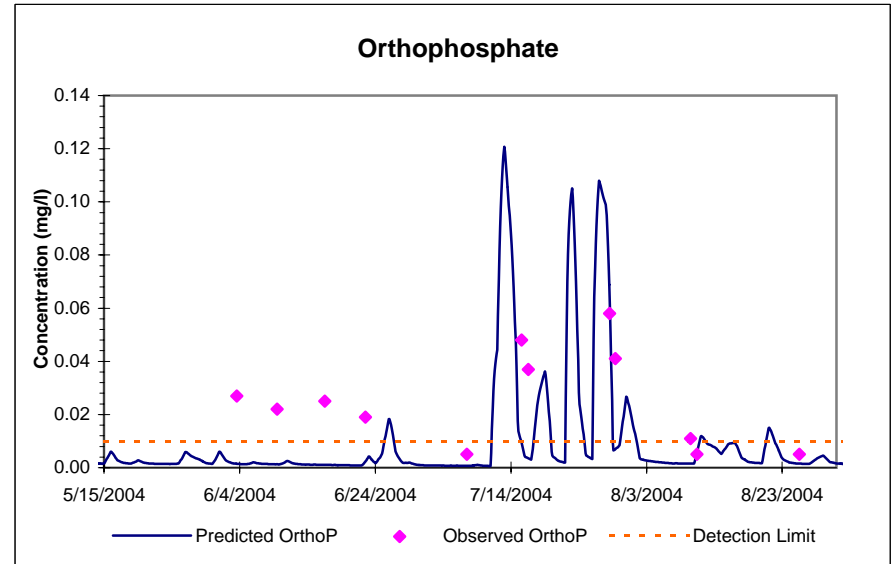 Orthophosphate
Concentration (mg/l)
0.14
0.12
0.10
0.08
0.06
0.04
0.02
0.00
5/15/2004 6/4/2004 6/24/2004 7/14/2004 8/3/2004 8/23/2004
Predicted OrthoP Observed OrthoP Detection Limit